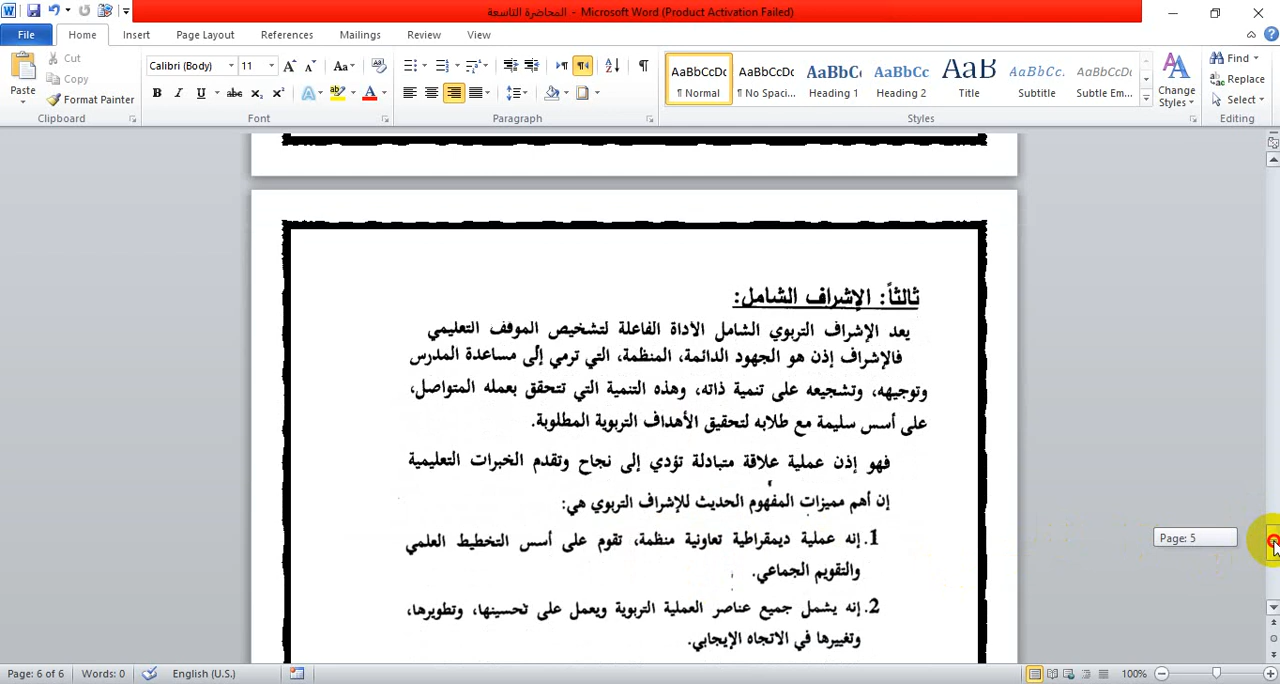 المحاضرة التاسعة - Microsoft Word (Product Activation Failed)
File Home Insert Page Layout References Mailings Review View
Paste
Cut
Copy
Format Painter
Clipboard
Calibri (Body) 11
Font
Paragraph
AaBbCcDc AaBbCcDc AaBbC AaBbCc AaB AaBbCc. AaBbCcDc
¶ Normal ¶ No Spaci... Heading 1 Heading 2 Title Subtitle Subtle Em...
Change Styles
Styles
Find
Replace
Select
Editing
ثالثاً: الإشراف الشامل:
يعد الإشراف التربوي الشامل الأداة الفاعلة لتشخيص الموقف التعليمي
فالإشراف إذن هو الجهود الدائمة، المنظمة، التي ترمي إلى مساعدة المدرس
وتوجيهه، وتشجيعه على تنمية ذاته، وهذه التنمية التي تتحقق بعمله المتواصل،
على أسس سليمة مع طلابه لتحقيق الأهداف التربوية المطلوبة.
فهو إذن عملية علاقة متبادلة تؤدي إلى نجاح وتقدم الخبرات التعليمية
إن أهم مميزات المفهوم الحديث للإشراف التربوي هي:
1. إنه عملية ديمقراطية تعاونية منظمة، تقوم على أسس التخطيط العلمي
والتقويم الجماعي.
2. إنه يشمل جميع عناصر العملية التربوية ويعمل على تحسينها، وتطويرها،
وتغييرها في الاتجاه الإيجابي.
Page: 5
Page: 6 of 6 Words: 0 English (U.S.) 100%